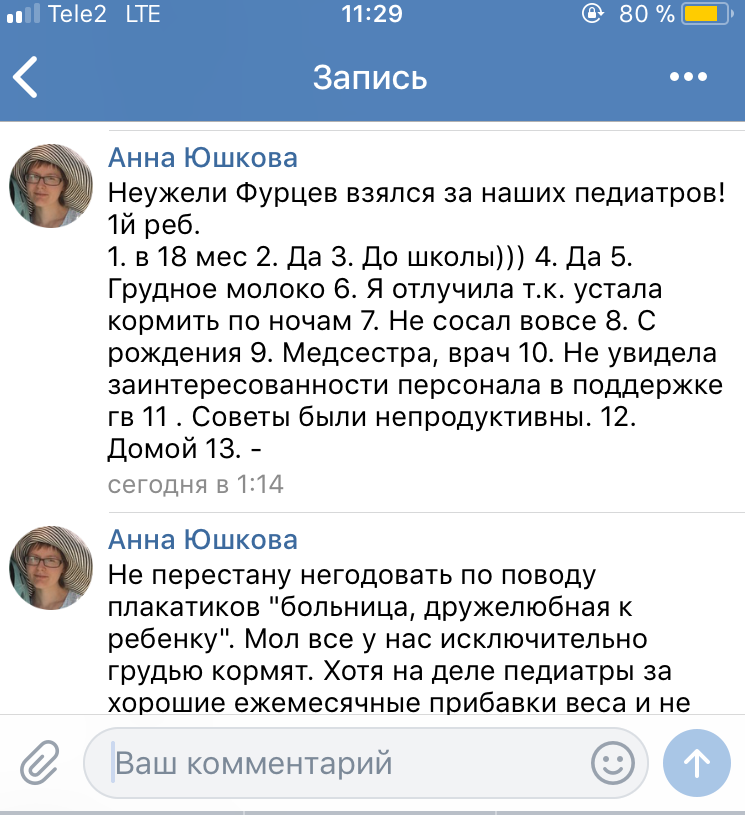 Tele2 LTE 11:29 80 %
Запись
Анна Юшкова
Неужели Фурцев взялся за наших педиатров!
1й реб.
1. в 18 мес 2. Да 3. До школы))) 4. Да 5.
Грудное молоко 6. Я отлучила т.к. устала
кормить по ночам 7. Не сосал вовсе 8. С
рождения 9. Медсестра, врач 10. Не увидела
заинтересованности персонала в поддержке
гв 11 . Советы были непродуктивны. 12.
Домой 13. -
сегодня в 1:14
Анна Юшкова
Не перестану негодовать по поводу
плакатиков "больница, дружелюбная к
ребенку". Мол все у нас исключительно
грудью кормят. Хотя на деле педиатры за
хорошие ежемесячные прибавки веса и не
Ваш комментарий